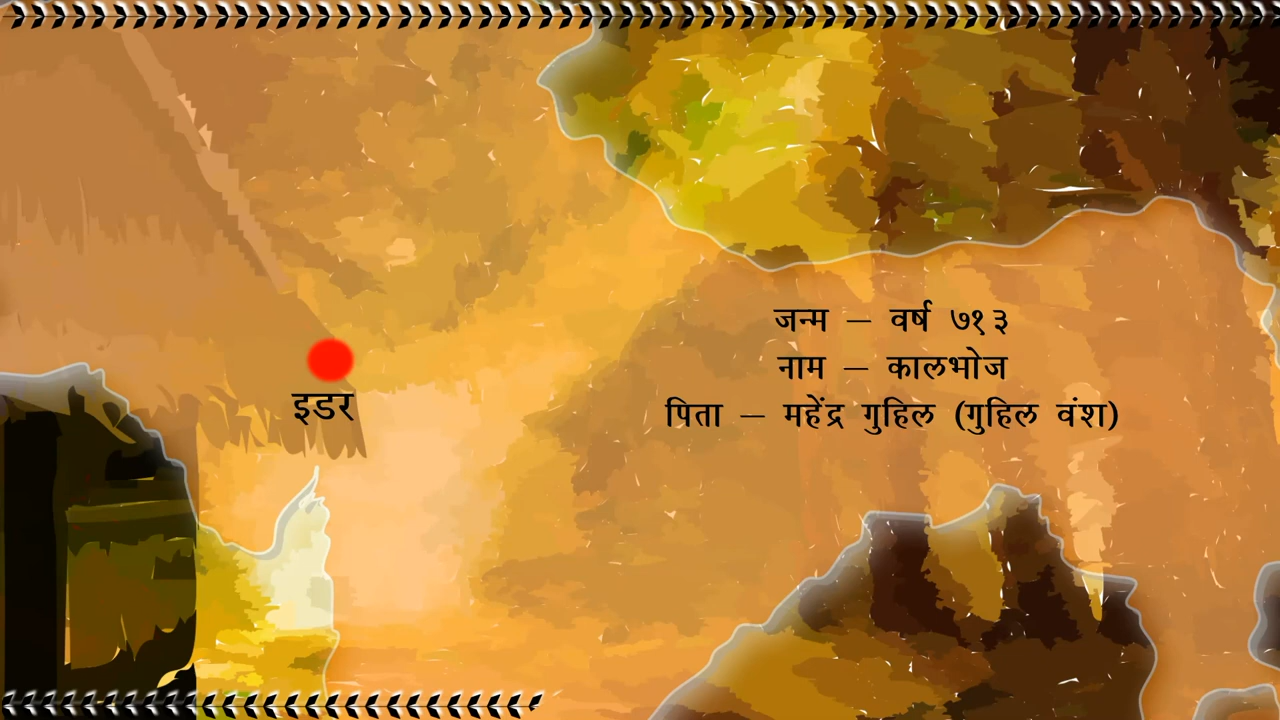 इडर
जन्म – वर्ष ७१३
नाम – कालभोज
पिता – महेंद्र गुहिल (गुहिल वंश)